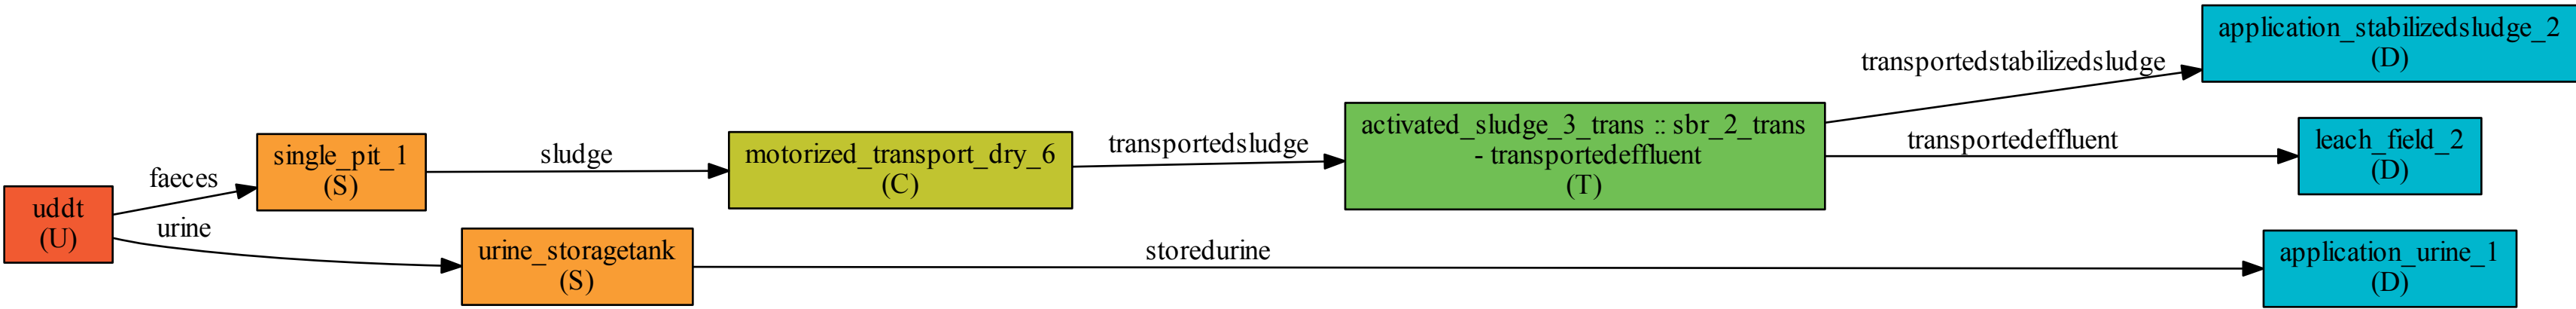 uddt
(U)
faeces
urine
single_pit_1
(S)
urine_storagetank
(S)
sludge
storedurine
motorized_transport_dry_6
(C)
transportedsludge
activated_sludge_3_trans :: sbr_2_trans
- transportedeffluent
(T)
transportedstabilizedsludge
transportedeffluent
application_stabilizedsludge_2
(D)
leach_field_2
(D)
application_urine_1
(D)